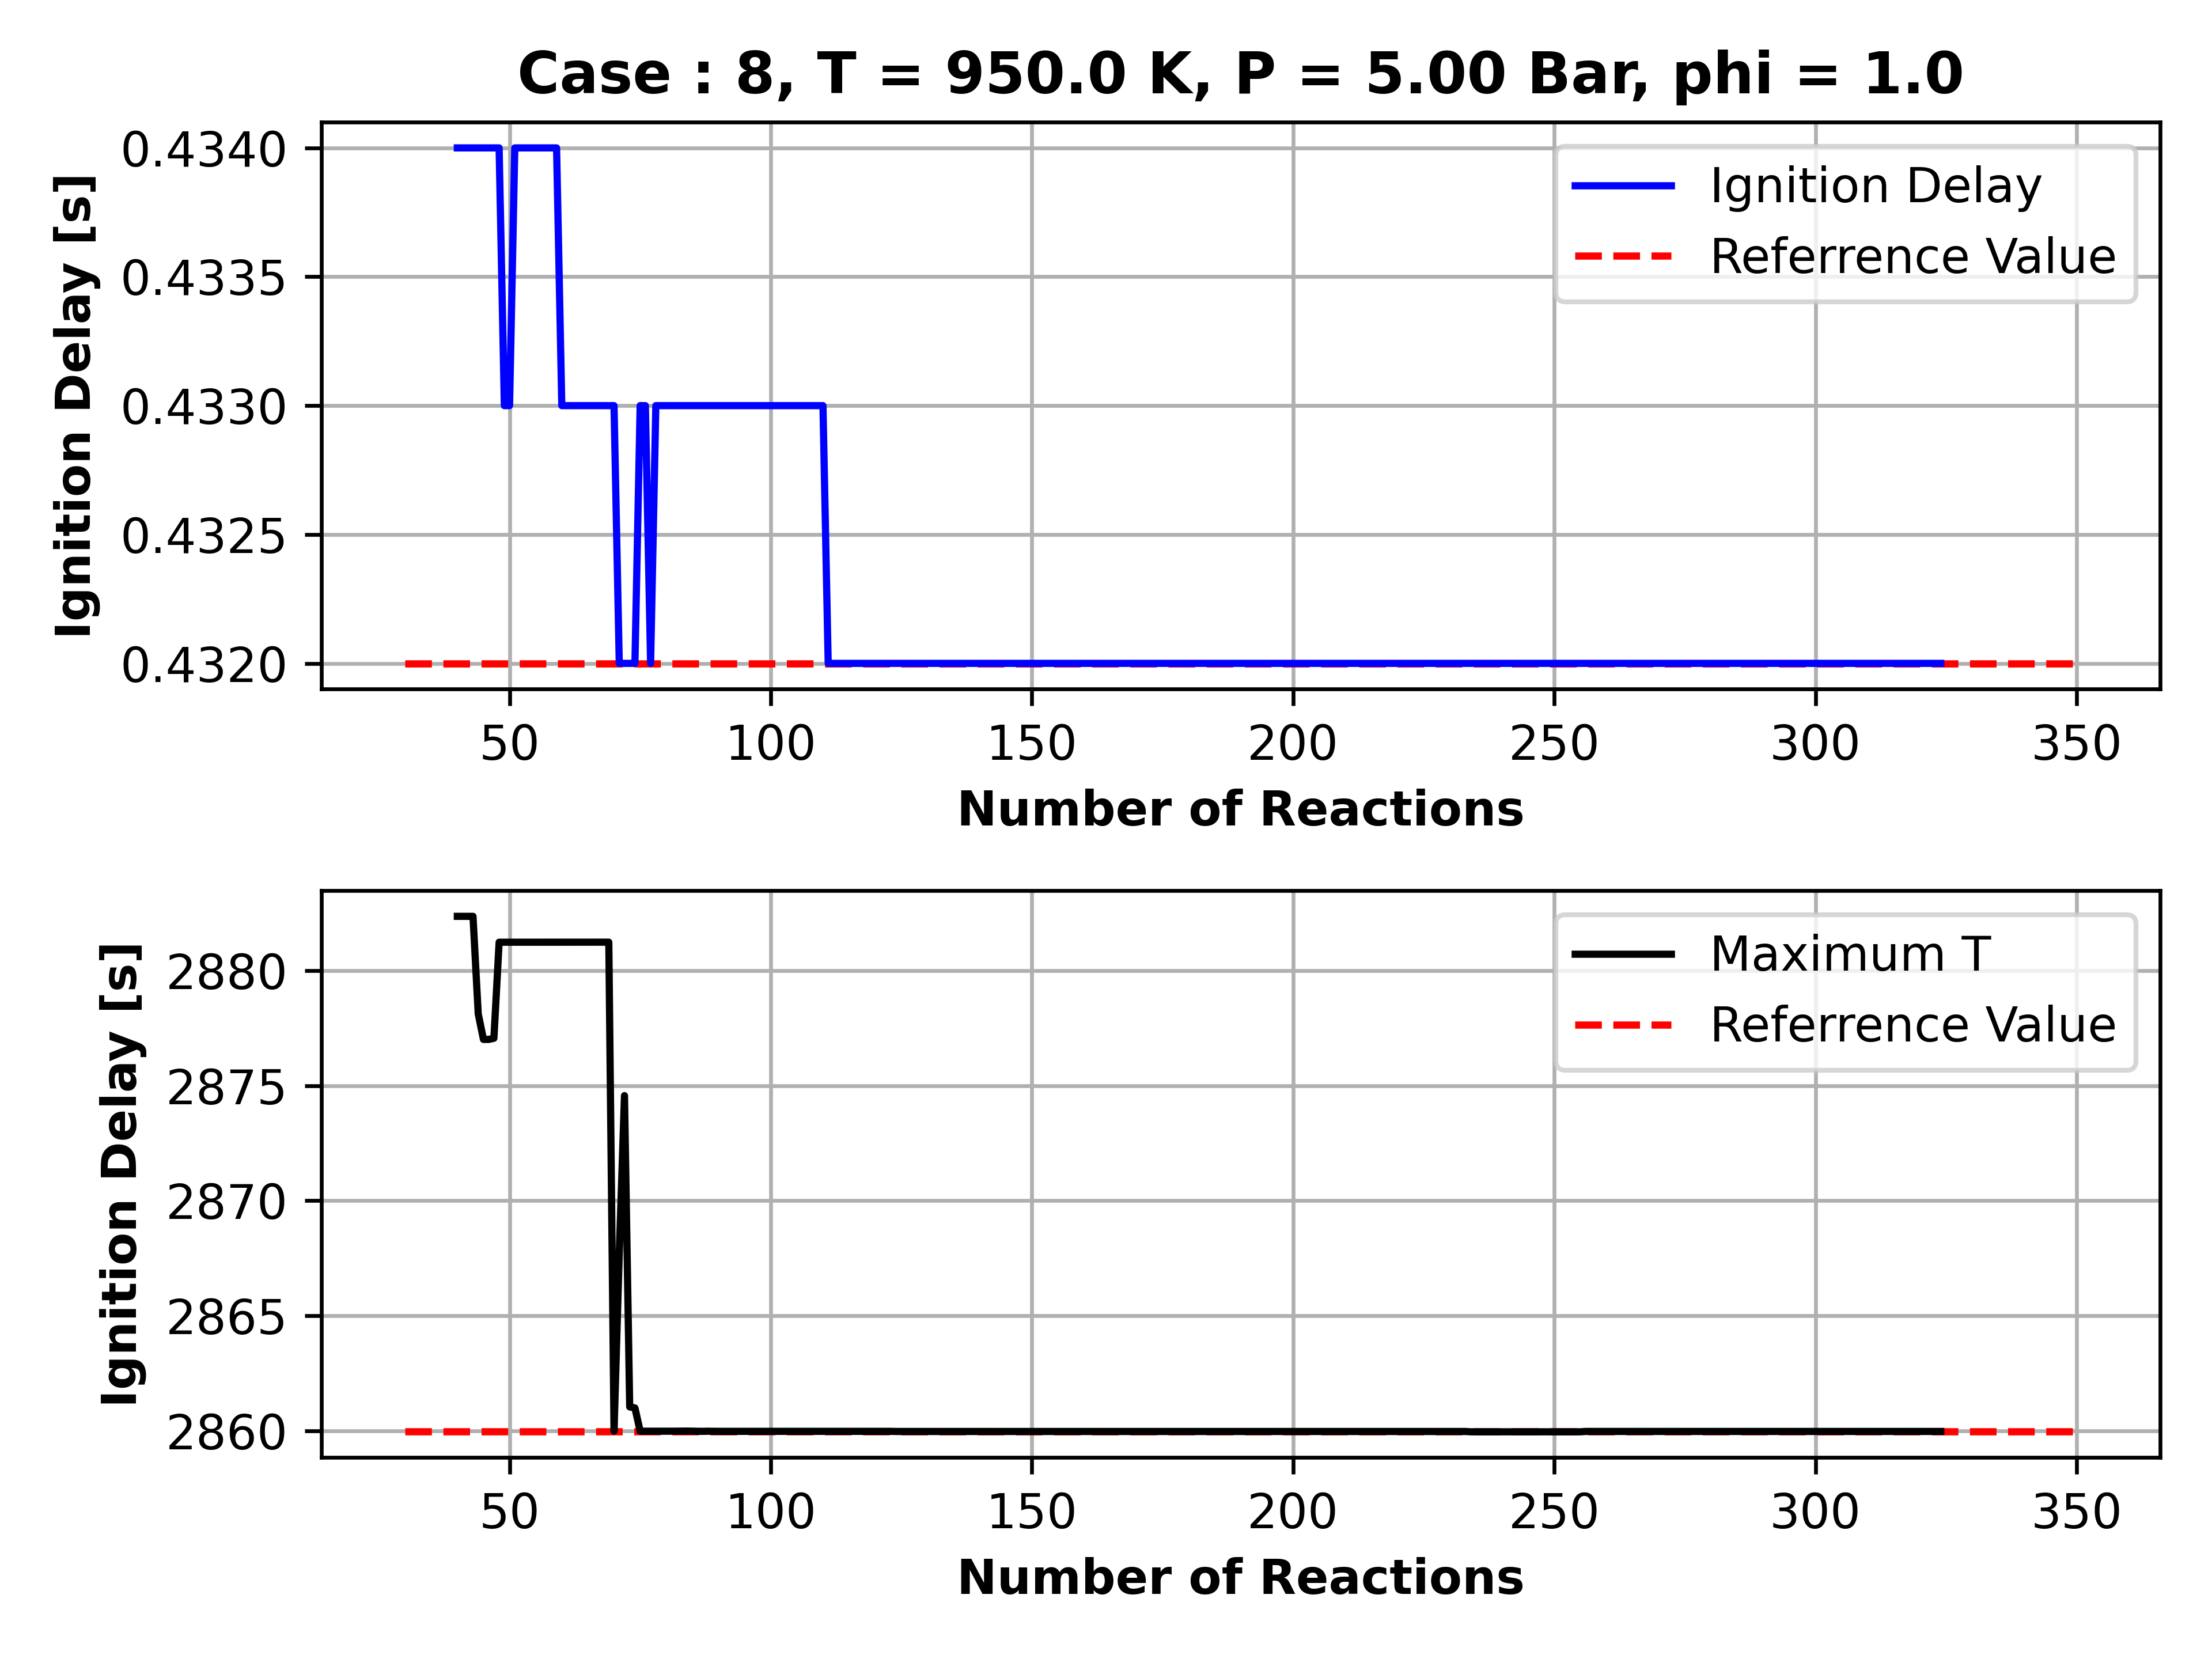 Case : 8, T = 950.0 K, P = 5.00 Bar, phi = 1.0
Ignition Delay [s]
0.4340
0.4335
0.4330
0.4325
0.4320
Ignition Delay
Referrence Value
50 100 150 200 250 300 350
Number of Reactions
Ignition Delay [s]
2880
2875
2870
2865
2860
Maximum T
Referrence Value
50 100 150 200 250 300 350
Number of Reactions